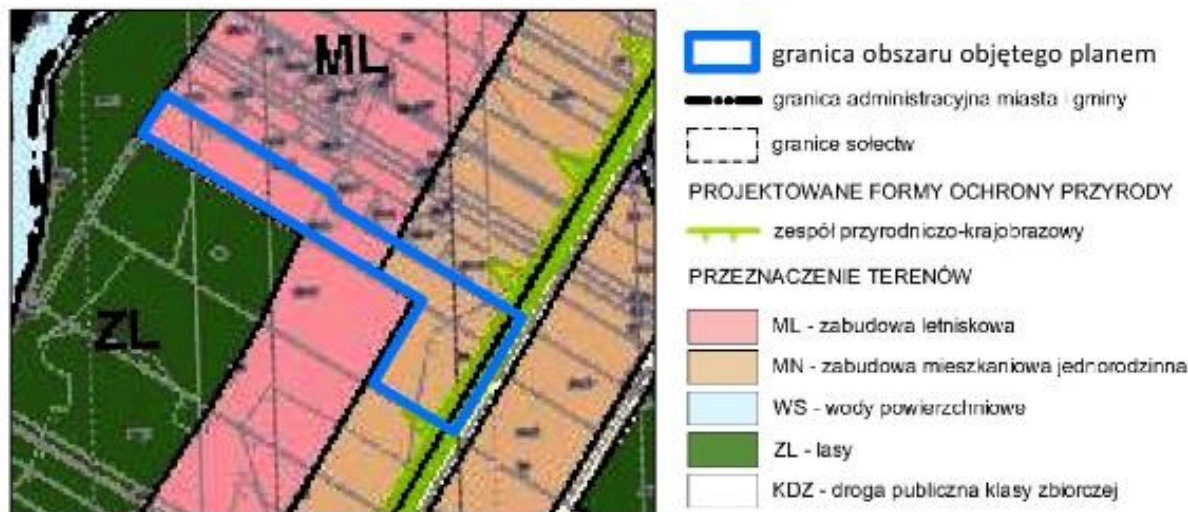 ML
ZL
granica obszaru objętego planem
granica administracyjna miasta i gminy
granice sołectw
PROJEKTOWANE FORMY OCHRONY PRZYRODY
zespół przyrodniczo-krajobrazowy
PRZEZNACZENIE TERENÓW
ML - zabudowa letniskowa
MN - zabudowa mieszkaniowa jednorodzinna
WS - wody powierzchniowe
ZL - lasy
KDZ - droga publiczna klasy zbiorczej